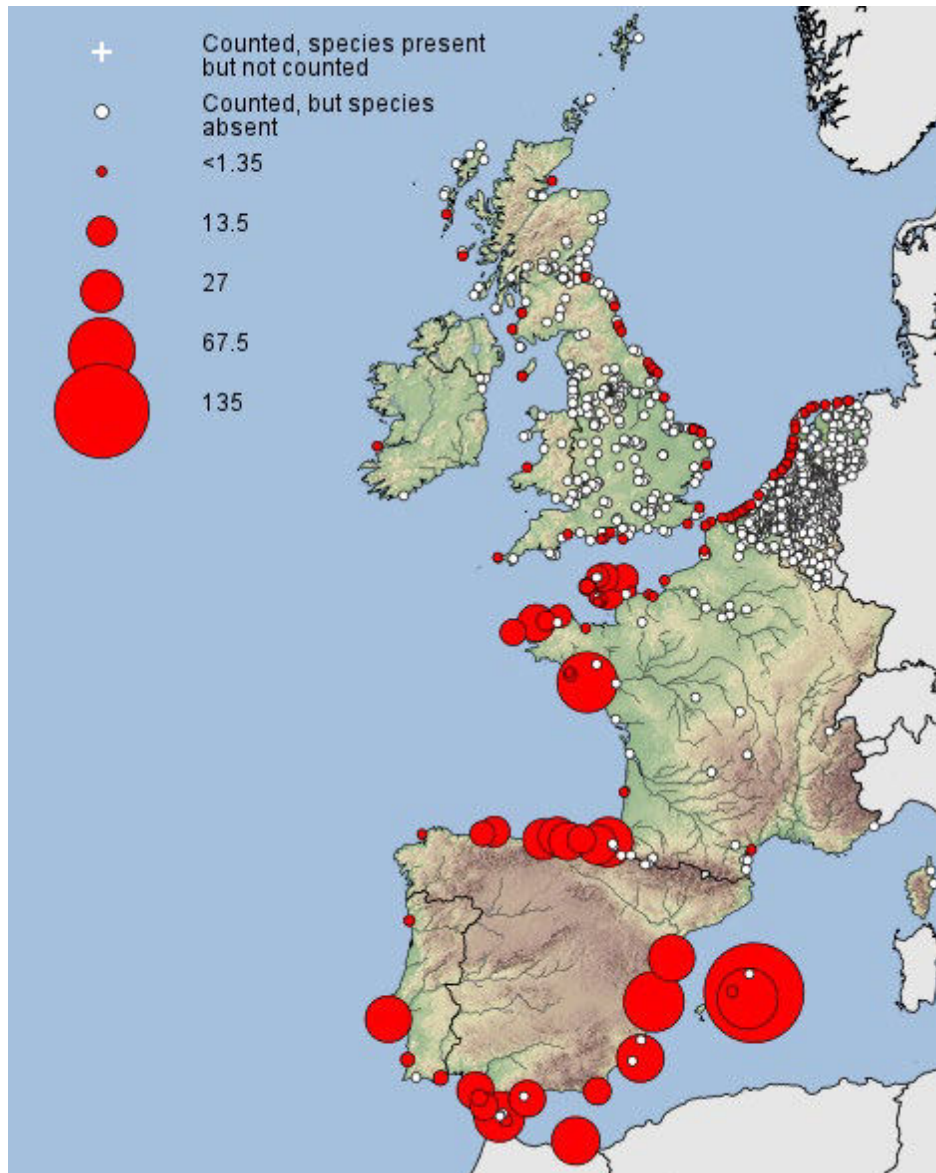 Counted, species present
but not counted
Counted, but species
absent
<1.35
13.5
27
67.5
135